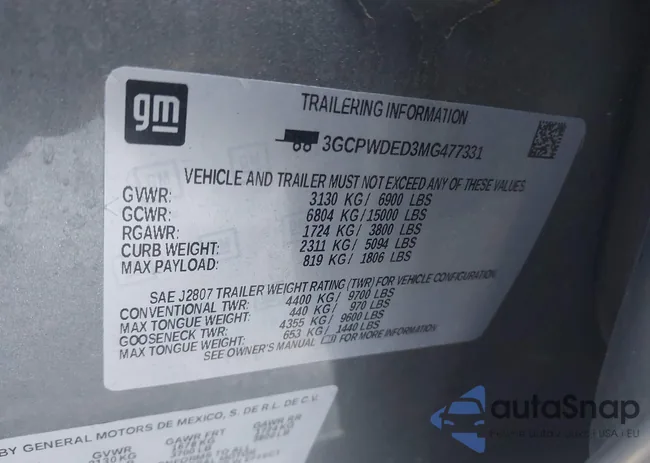 gm
TRAILERING INFORMATION
3GCPWDED3MG477331
VEHICLE AND TRAILER MUST NOT EXCEED ANY OF THESE VALUES
GVWR: 3130 KG/ 6900 LBS
GCWR: 6804 KG/15000 LBS
RGAWR: 1724 KG/ 3800 LBS
CURB WEIGHT: 2311 KG/ 5094 LBS
MAX PAYLOAD: 819 KG/ 1806 LBS
SAE J2807 TRAILER WEIGHT RATING (TWR) FOR VEHICLE CONFIGURATION.
CONVENTIONAL TWR: 4400 KG/ 9700 LBS
MAX TONGUE WEIGHT: 440 KG/ 970 LBS
GOOSENECK TWR: 4355 KG/ 9600 LBS
MAX TONGUE WEIGHT: 653 KG/ 1440 LBS
SEE OWNER'S MANUAL FOR MORE INFORMATION
BY GENERAL MOTORS DE MEXICO, S. DE R.L. DE C.V.
GVWR GAWR FRT GAWR RR
autoSnap